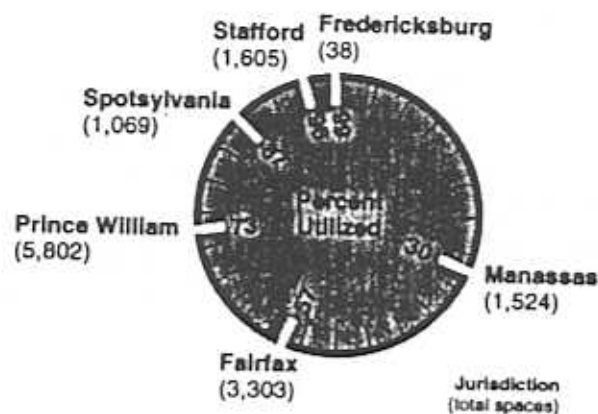 Stafford
(1,605)
Fredericksburg
(38)
Spotsylvania
(1,069)
Prince William
(5,802)
73
Percent
Utilized
30
Manassas
(1,524)
Fairfax
(3,303)
Jurisdiction
(total spaces)